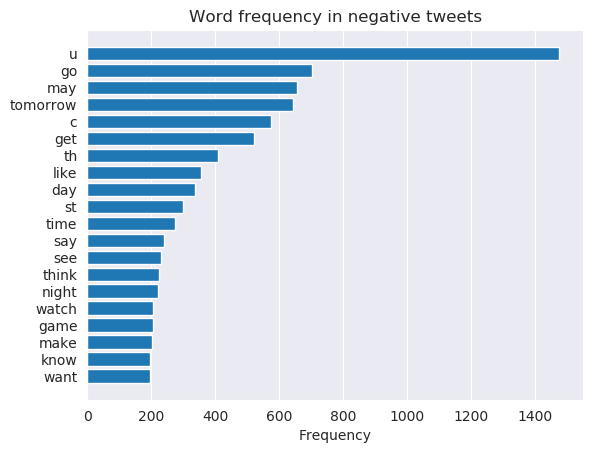 Word frequency in negative tweets
u
go
may
tomorrow
c
get
th
like
day
st
time
say
see
think
night
watch
game
make
know
want
0 200 400 600 800 1000 1200 1400
Frequency